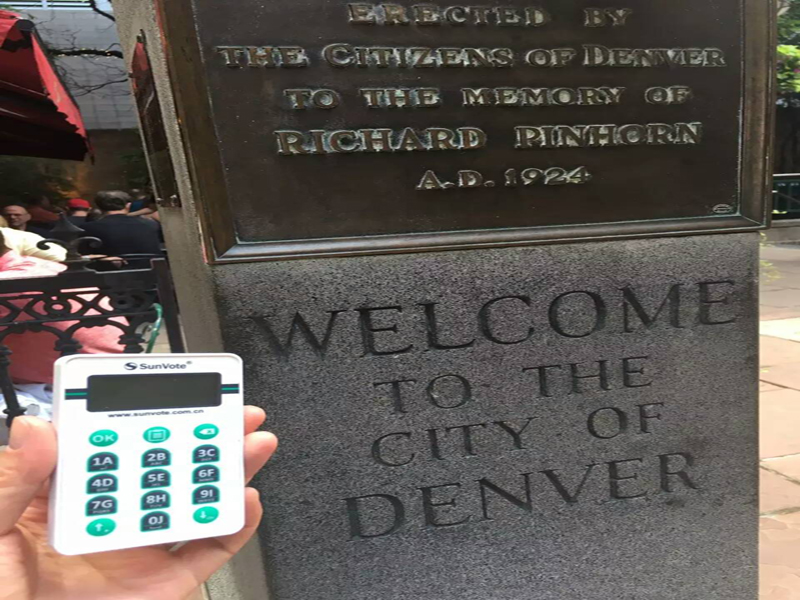 ERECTED BY
THE CITIZENS OF DENVER
TO THE MEMORY OF
RICHARD PINHORN
A.D. 1924
WELCOME
TO THE
CITY OF
DENVER
SunVote®
www.sunvote.com.cn
OK
1A 2B 3C
4D 5E 6F
7G 8H 9I
0J